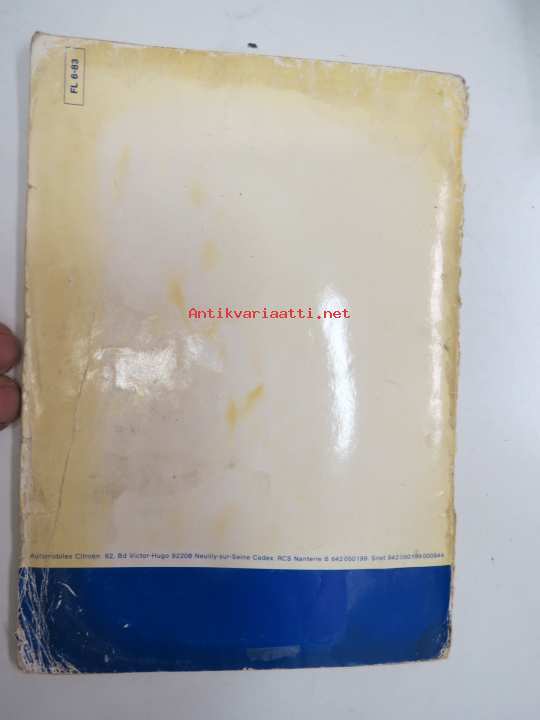 FL 6-83
Antikvariaatti.net
Automobiles Citroën 62, Bd Victor-Hugo 92208 Neuilly-sur-Seine Cedex RCS Nanterre B 642 050 199. Siret